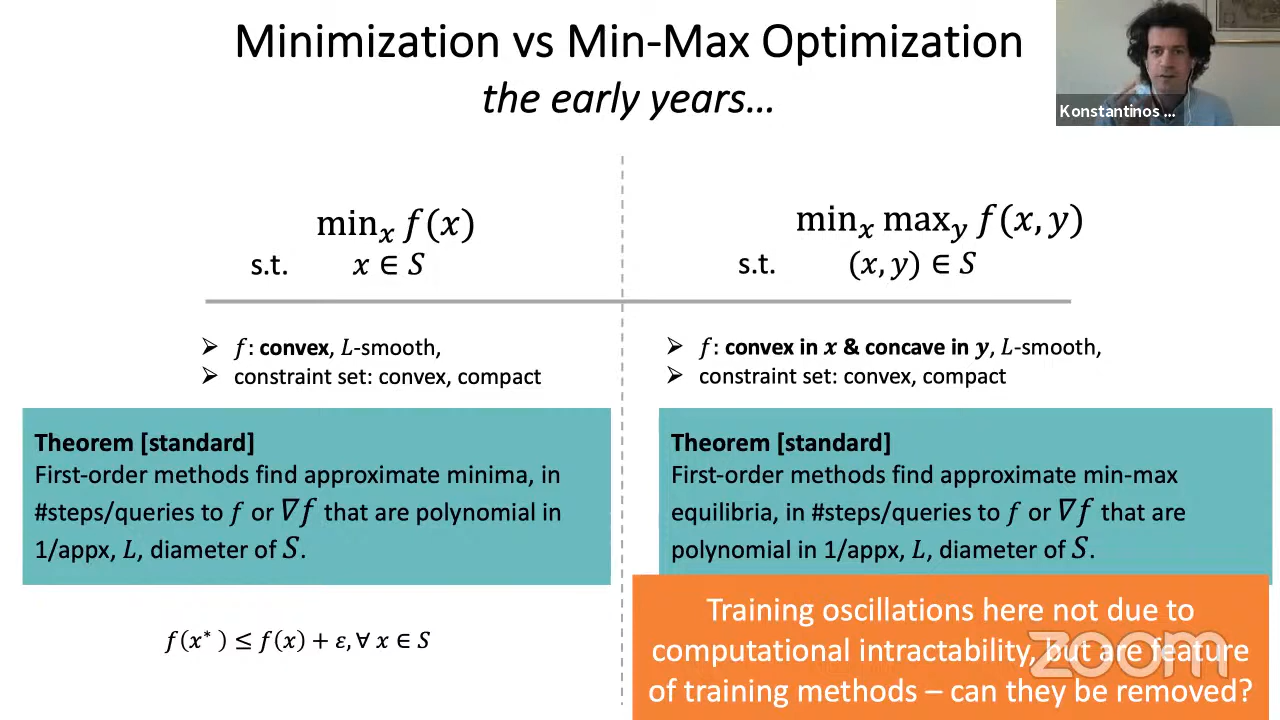 Minimization vs Min-Max Optimization
the early years…
Konstantinos ...
minₓ f(x)
s.t. x ∈ S
minₓ maxᵧ f(x, y)
s.t. (x, y) ∈ S
➢ f: convex, L-smooth,
➢ constraint set: convex, compact
➢ f: convex in x & concave in y, L-smooth,
➢ constraint set: convex, compact
Theorem [standard]
First-order methods find approximate minima, in
#steps/queries to f or ∇f that are polynomial in
1/appx, L, diameter of S.
Theorem [standard]
First-order methods find approximate min-max
equilibria, in #steps/queries to f or ∇f that are
polynomial in 1/appx, L, diameter of S.
f(x*) ≤ f(x) + ε, ∀ x ∈ S
Training oscillations here not due to
computational intractability, but are feature
of training methods – can they be removed?
zoom